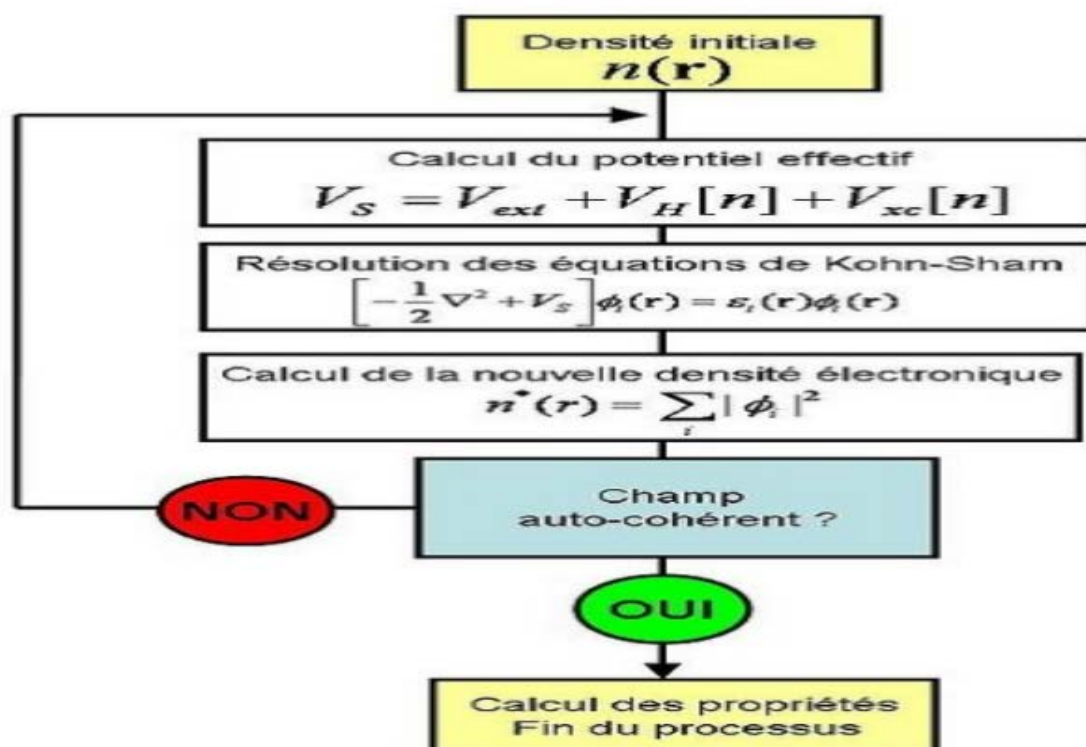 Densité initiale
n(r)
Calcul du potentiel effectif
V_S = V_ext + V_H[n] + V_xc[n]
Résolution des équations de Kohn-Sham
[-1/2 ∇² + V_S]ϕ_i(r) = ε_i(r)ϕ_i(r)
Calcul de la nouvelle densité électronique
n*(r) = ∑_i | ϕ_i |²
Champ
auto-cohérent ?
NON
OUI
Calcul des propriétés
Fin du processus